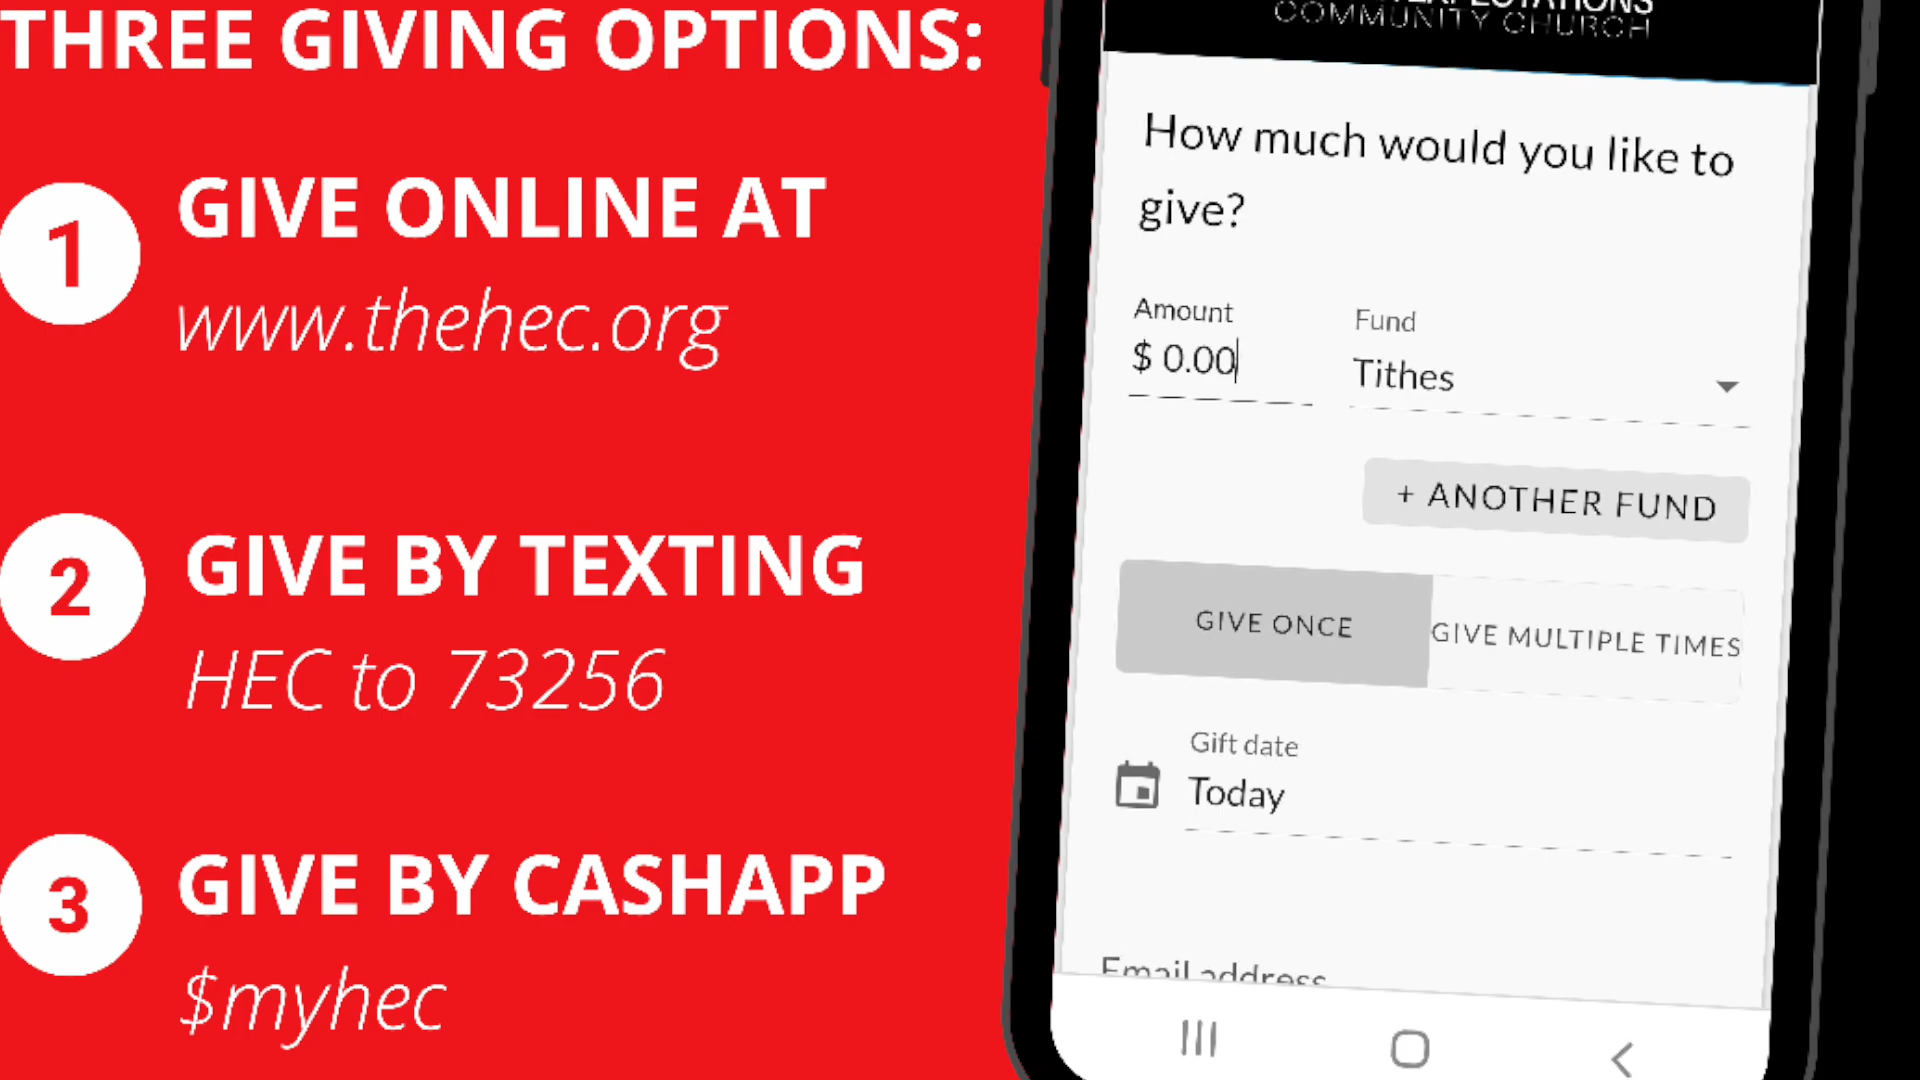 THREE GIVING OPTIONS:
1
GIVE ONLINE AT
www.thehec.org
2
GIVE BY TEXTING
HEC to 73256
3
GIVE BY CASHAPP
$myhec
COMMUNITY CHURCH
How much would you like to
give?
Amount
$ 0.00
Fund
Tithes
+ ANOTHER FUND
GIVE ONCE
GIVE MULTIPLE TIMES
Gift date
Today
Email address